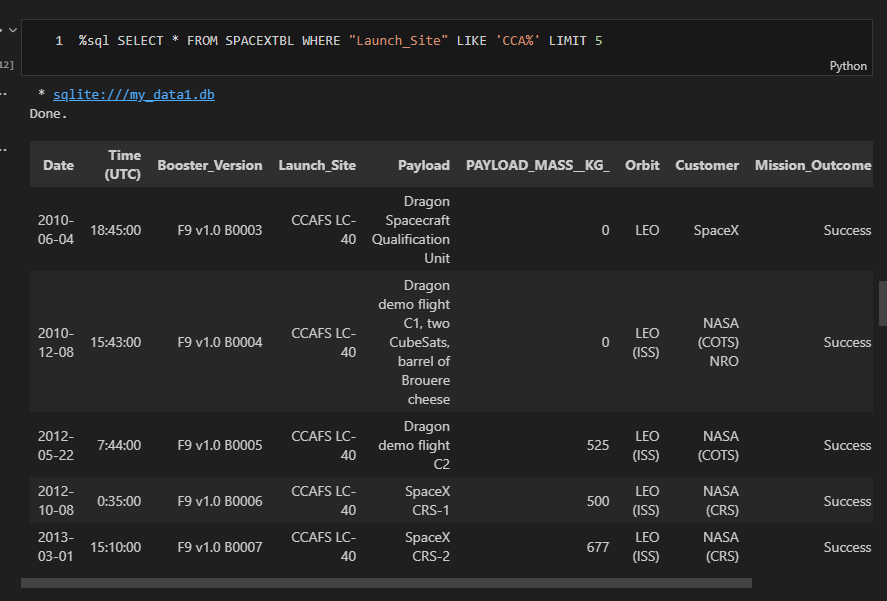 1 %sql SELECT * FROM SPACEXTBL WHERE "Launch_Site" LIKE 'CCA%' LIMIT 5
12]
Python
* sqlite:///my_data1.db
Done.
Date Time (UTC) Booster_Version Launch_Site Payload PAYLOAD_MASS__KG_ Orbit Customer Mission_Outcome
2010-06-04 18:45:00 F9 v1.0 B0003 CCAFS LC-40 Dragon Spacecraft Qualification Unit 0 LEO SpaceX Success
2010-12-08 15:43:00 F9 v1.0 B0004 CCAFS LC-40 Dragon demo flight C1, two CubeSats, barrel of Brouere cheese 0 LEO (ISS) NASA (COTS) NRO Success
2012-05-22 7:44:00 F9 v1.0 B0005 CCAFS LC-40 Dragon demo flight C2 525 LEO (ISS) NASA (COTS) Success
2012-10-08 0:35:00 F9 v1.0 B0006 CCAFS LC-40 SpaceX CRS-1 500 LEO (ISS) NASA (CRS) Success
2013-03-01 15:10:00 F9 v1.0 B0007 CCAFS LC-40 SpaceX CRS-2 677 LEO (ISS) NASA (CRS) Success